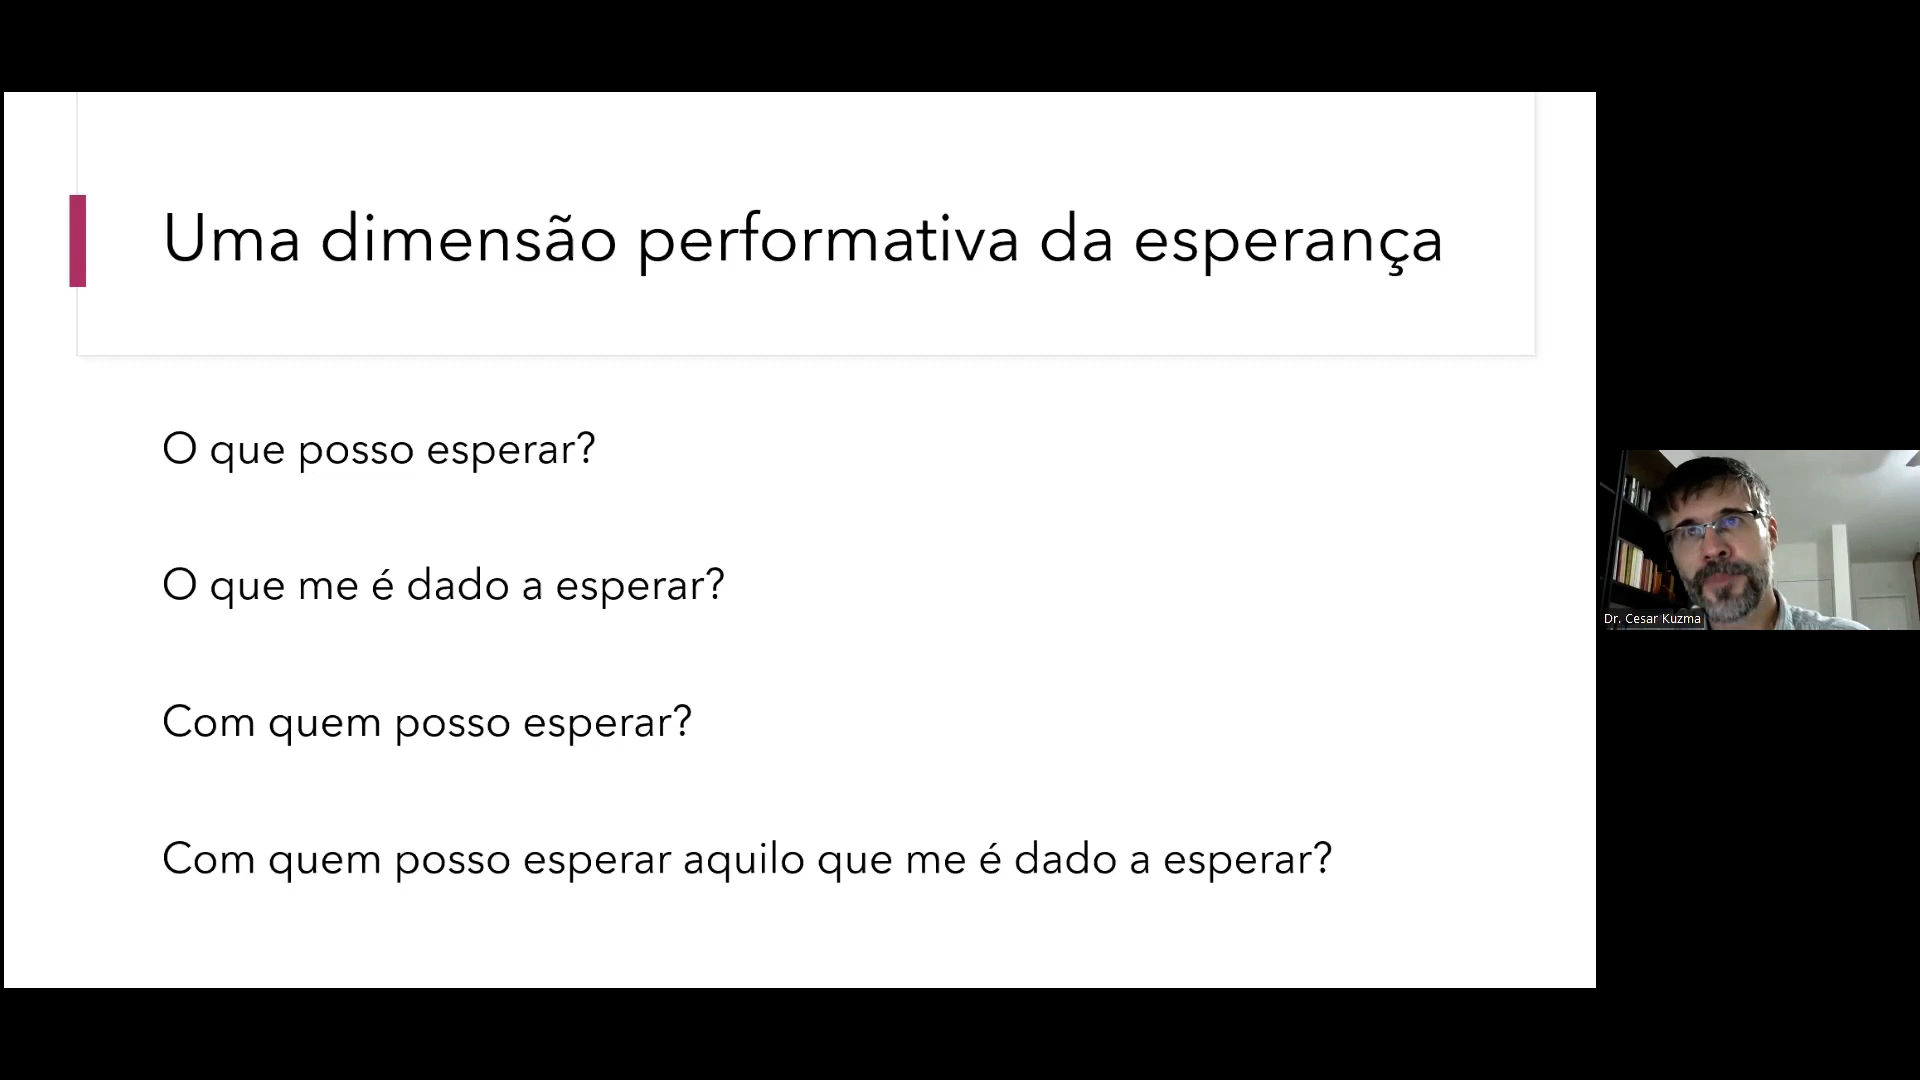 Uma dimensão performativa da esperança
O que posso esperar?
O que me é dado a esperar?
Com quem posso esperar?
Com quem posso esperar aquilo que me é dado a esperar?
Dr. Cesar Kuzma